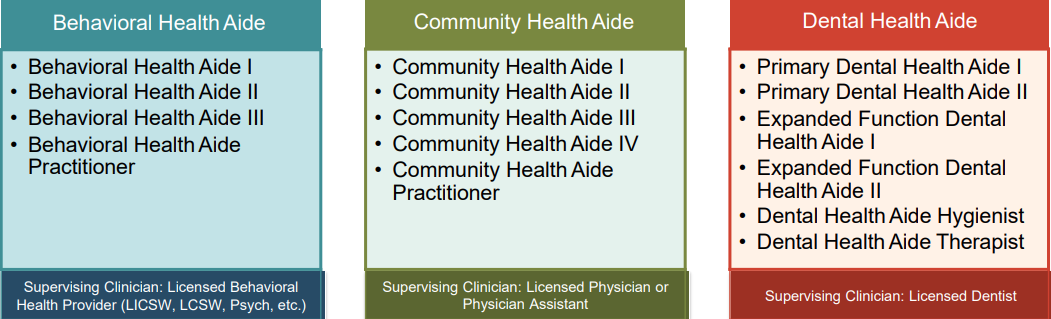 Behavioral Health Aide
• Behavioral Health Aide I
• Behavioral Health Aide II
• Behavioral Health Aide III
• Behavioral Health Aide
Practitioner
Supervising Clinician: Licensed Behavioral
Health Provider (LICSW, LCSW, Psych, etc.)
Community Health Aide
• Community Health Aide I
• Community Health Aide II
• Community Health Aide III
• Community Health Aide IV
• Community Health Aide
Practitioner
Supervising Clinician: Licensed Physician or
Physician Assistant
Dental Health Aide
• Primary Dental Health Aide I
• Primary Dental Health Aide II
• Expanded Function Dental
Health Aide I
• Expanded Function Dental
Health Aide II
• Dental Health Aide Hygienist
• Dental Health Aide Therapist
Supervising Clinician: Licensed Dentist